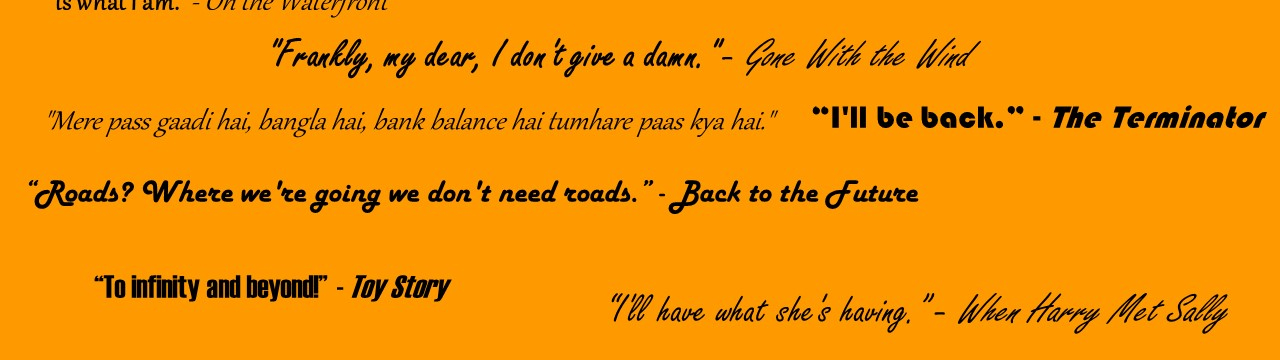 is what I am." - On the Waterfront
"Frankly, my dear, I don't give a damn."- Gone With the Wind
"Mere pass gaadi hai, bangla hai, bank balance hai tumhare paas kya hai."
“I'll be back.” - The Terminator
“Roads? Where we're going we don't need roads.” - Back to the Future
“To infinity and beyond!” - Toy Story
“I'll have what she's having.”- When Harry Met Sally